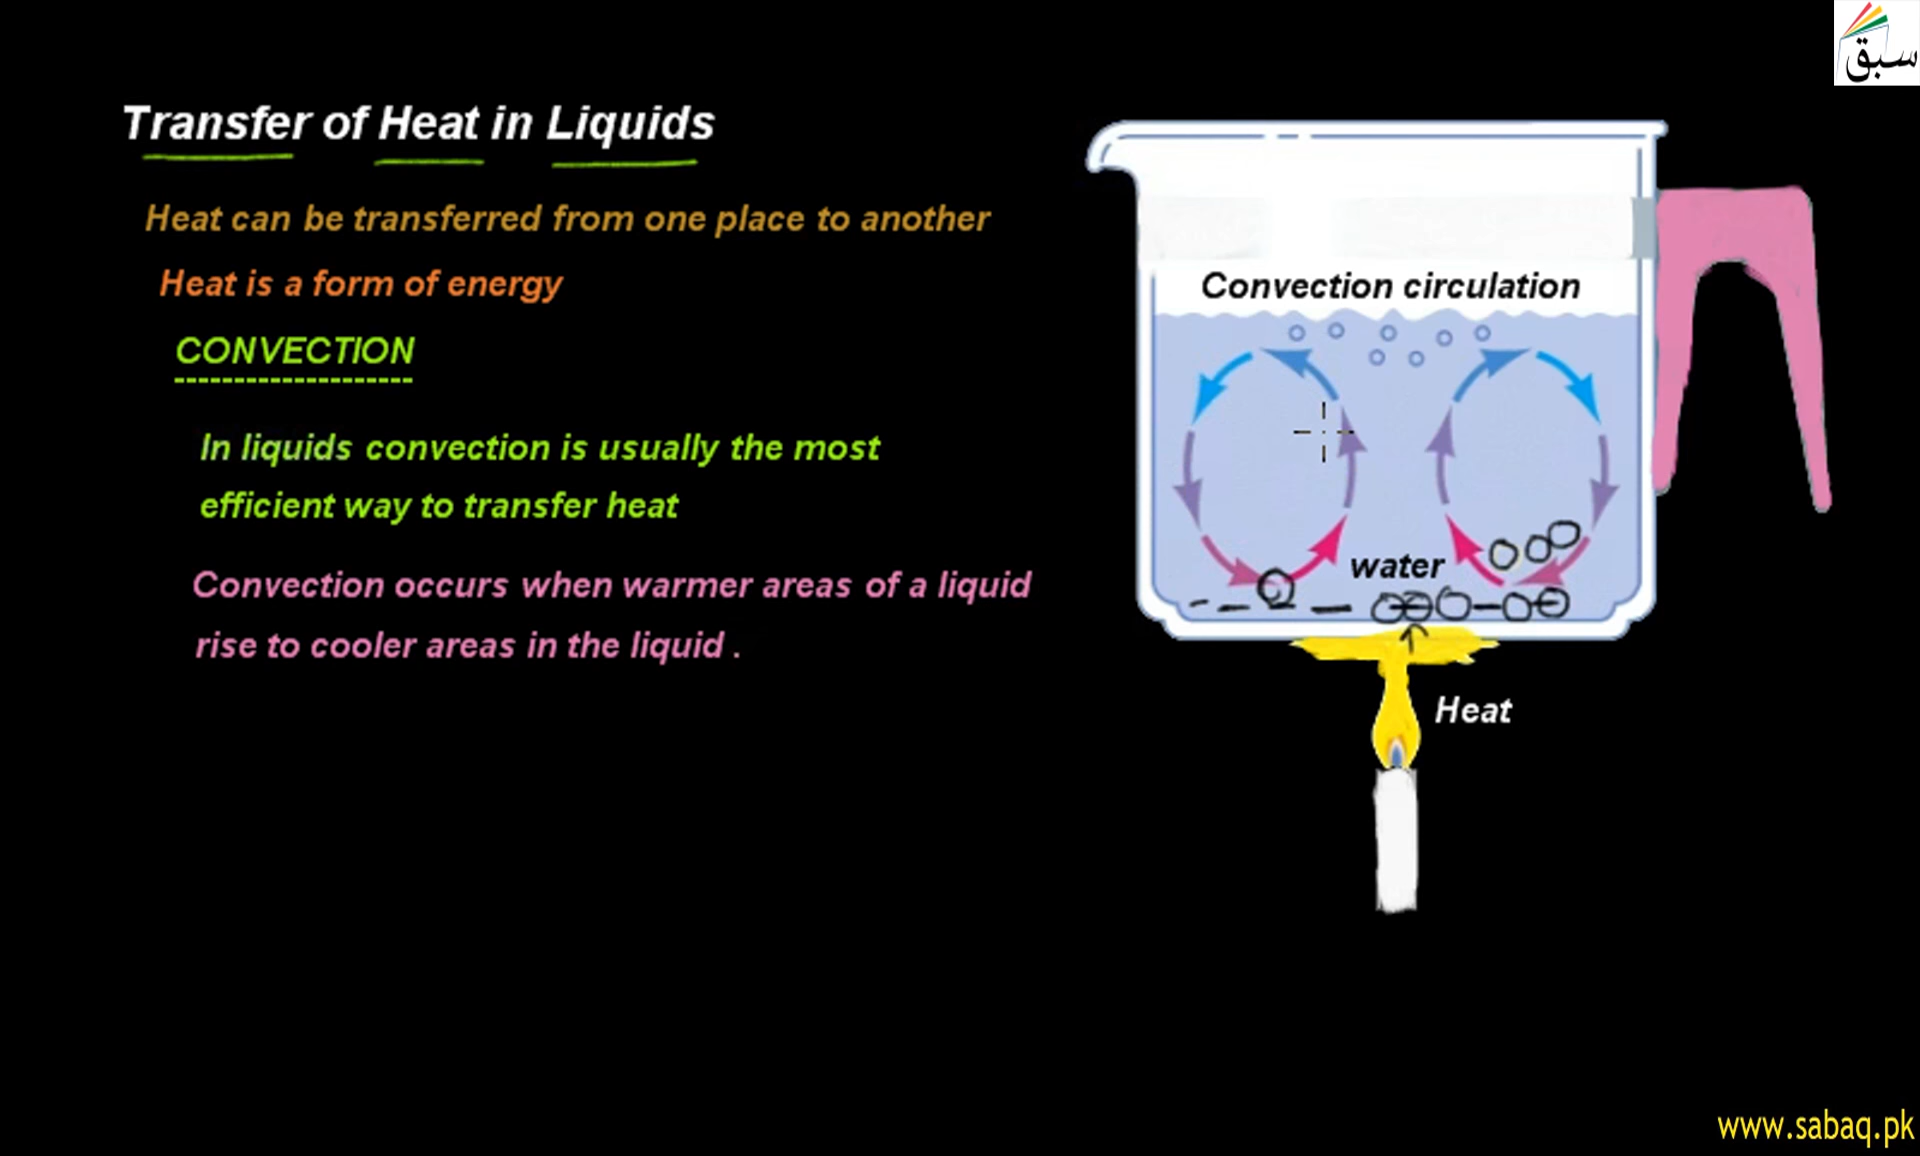 سبق
Transfer of Heat in Liquids
Heat can be transferred from one place to another
Heat is a form of energy
CONVECTION
In liquids convection is usually the most
efficient way to transfer heat
Convection occurs when warmer areas of a liquid
rise to cooler areas in the liquid .
Convection circulation
water
Heat
www.sabaq.pk